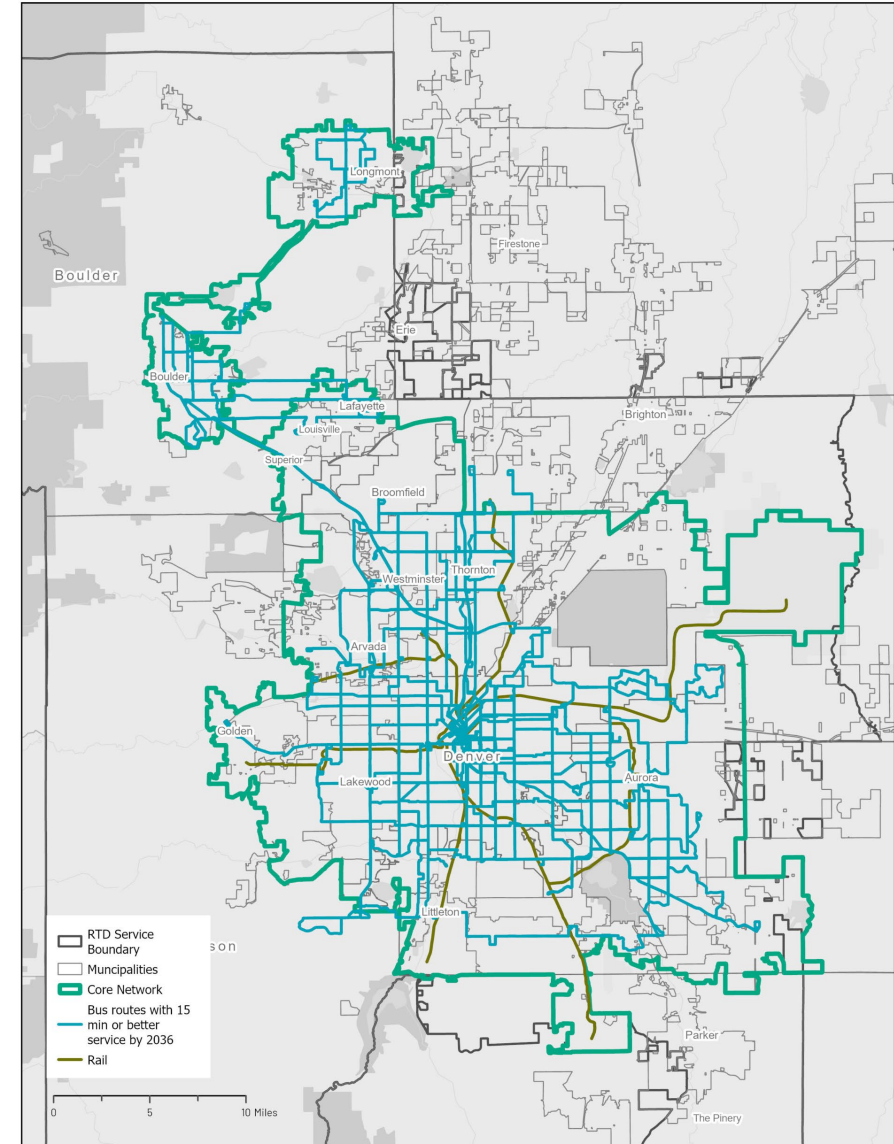 Longmont
Firestone
Boulder
Erie
Boulder
Lafayette
Brighton
Louisville
Superior
Broomfield
Thornton
Westminster
Arvada
Golden
Denver
Aurora
Lakewood
Littleton
son
Parker
The Pinery
RTD Service
Boundary
Muncipalities
Core Network
Bus routes with 15
min or better
service by 2036
Rail
0 5 10 Miles